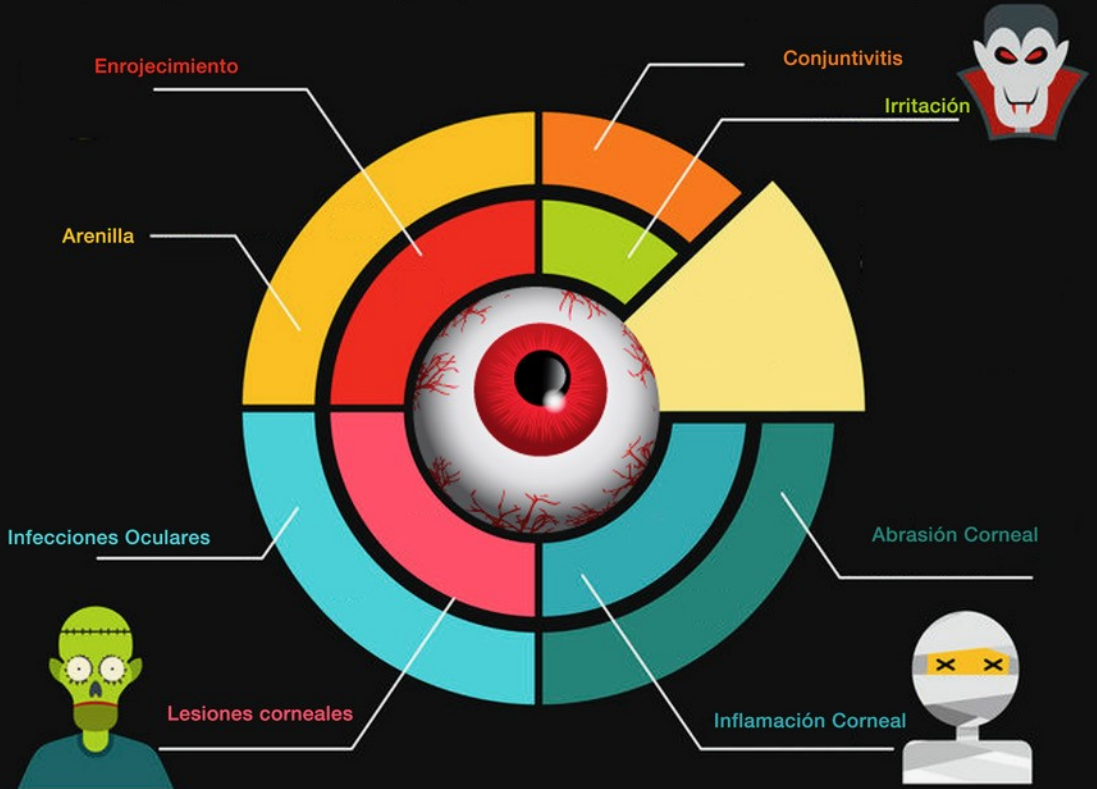 Enrojecimiento
Conjuntivitis
Irritación
Arenilla
Infecciones Oculares
Abrasión Corneal
Lesiones corneales
Inflamación Corneal